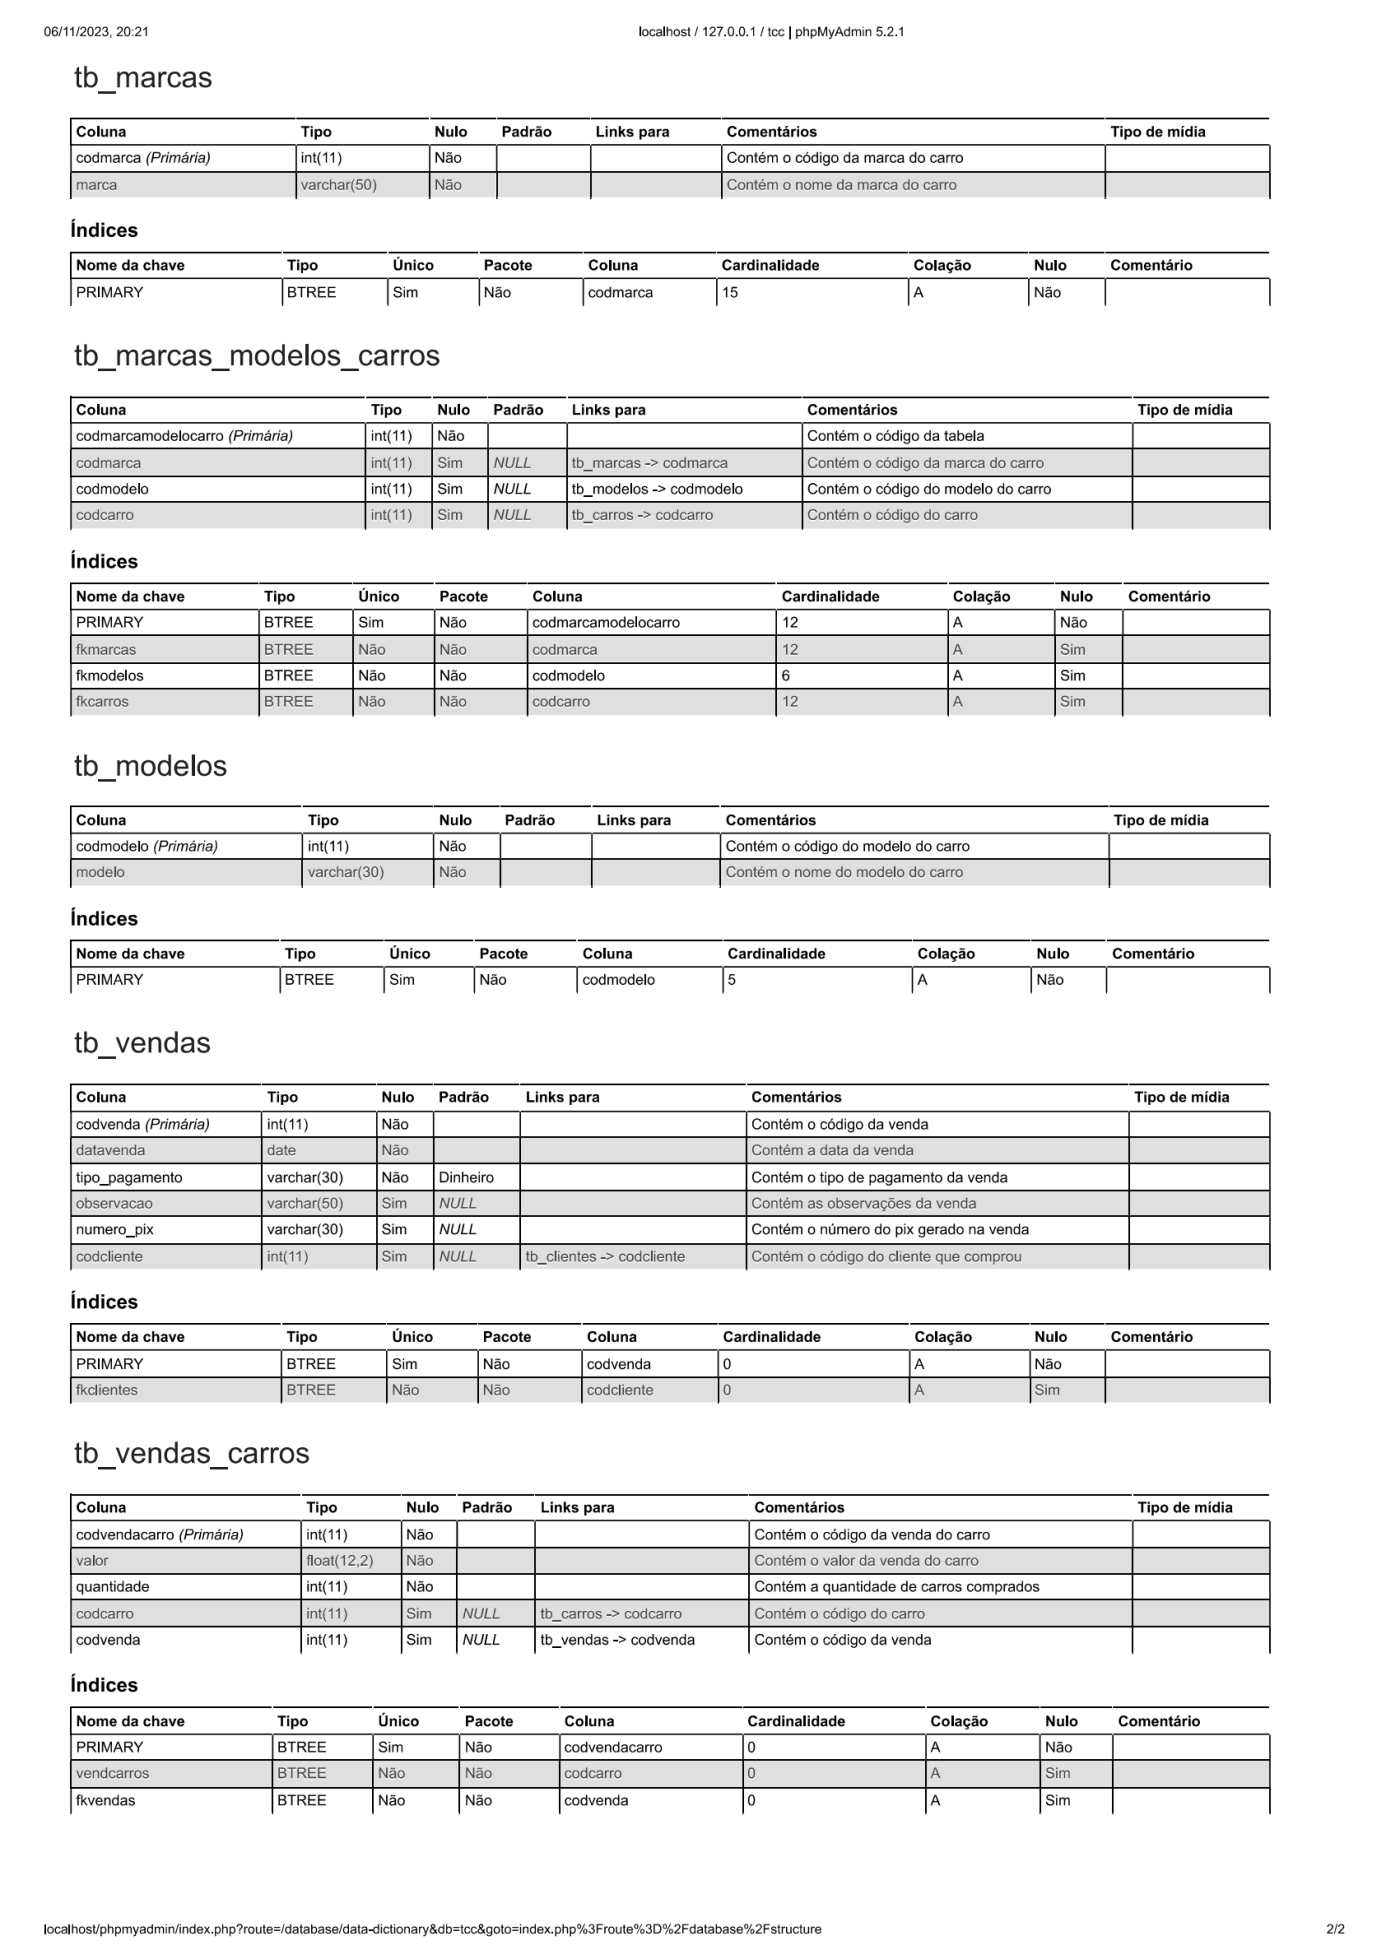 06/11/2023, 20:21 localhost / 127.0.0.1 / tcc | phpMyAdmin 5.2.1
tb_marcas
Coluna Tipo Nulo Padrão Links para Comentários Tipo de mídia
codmarca (Primária) int(11) Não Contém o código da marca do carro
marca varchar(50) Não Contém o nome da marca do carro
Índices
Nome da chave Tipo Único Pacote Coluna Cardinalidade Colação Nulo Comentário
PRIMARY BTREE Sim Não codmarca 15 A Não
tb_marcas_modelos_carros
Coluna Tipo Nulo Padrão Links para Comentários Tipo de mídia
codmarcamodelocarro (Primária) int(11) Não Contém o código da tabela
codmarca int(11) Sim NULL tb_marcas -> codmarca Contém o código da marca do carro
codmodelo int(11) Sim NULL tb_modelos -> codmodelo Contém o código do modelo do carro
codcarro int(11) Sim NULL tb_carros -> codcarro Contém o código do carro
Índices
Nome da chave Tipo Único Pacote Coluna Cardinalidade Colação Nulo Comentário
PRIMARY BTREE Sim Não codmarcamodelocarro 12 A Não
fkmarcas BTREE Não Não codmarca 12 A Sim
fkmodelos BTREE Não Não codmodelo 6 A Sim
fkcarros BTREE Não Não codcarro 12 A Sim
tb_modelos
Coluna Tipo Nulo Padrão Links para Comentários Tipo de mídia
codmodelo (Primária) int(11) Não Contém o código do modelo do carro
modelo varchar(30) Não Contém o nome do modelo do carro
Índices
Nome da chave Tipo Único Pacote Coluna Cardinalidade Colação Nulo Comentário
PRIMARY BTREE Sim Não codmodelo 5 A Não
tb_vendas
Coluna Tipo Nulo Padrão Links para Comentários Tipo de mídia
codvenda (Primária) int(11) Não Contém o código da venda
datavenda date Não Contém a data da venda
tipo_pagamento varchar(30) Não Dinheiro Contém o tipo de pagamento da venda
observacao varchar(50) Sim NULL Contém as observações da venda
numero_pix varchar(30) Sim NULL Contém o número do pix gerado na venda
codcliente int(11) Sim NULL tb_clientes -> codcliente Contém o código do cliente que comprou
Índices
Nome da chave Tipo Único Pacote Coluna Cardinalidade Colação Nulo Comentário
PRIMARY BTREE Sim Não codvenda 0 A Não
fkclientes BTREE Não Não codcliente 0 A Sim
tb_vendas_carros
Coluna Tipo Nulo Padrão Links para Comentários Tipo de mídia
codvendacarro (Primária) int(11) Não Contém o código da venda do carro
valor float(12,2) Não Contém o valor da venda do carro
quantidade int(11) Não Contém a quantidade de carros comprados
codcarro int(11) Sim NULL tb_carros -> codcarro Contém o código do carro
codvenda int(11) Sim NULL tb_vendas -> codvenda Contém o código da venda
Índices
Nome da chave Tipo Único Pacote Coluna Cardinalidade Colação Nulo Comentário
PRIMARY BTREE Sim Não codvendacarro 0 A Não
vendcarros BTREE Não Não codcarro 0 A Sim
fkvendas BTREE Não Não codvenda 0 A Sim
localhost/phpmyadmin/index.php?route=/database/data-dictionary&db=tcc&goto=index.php%3Froute%3D%2Fdatabase%2Fstructure 2/2